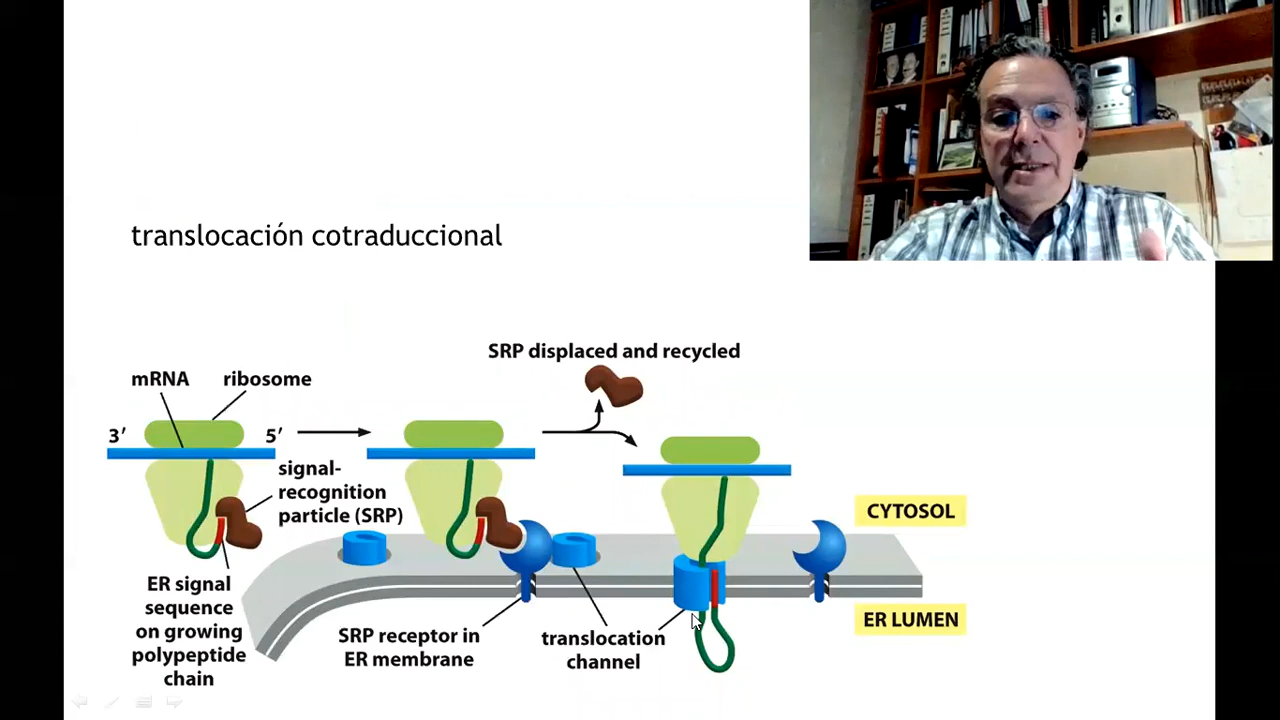 translocación cotraduccional
SRP displaced and recycled
mRNA
ribosome
3'
5'
signal-
recognition
particle (SRP)
CYTOSOL
ER signal
sequence
on growing
polypeptide
chain
SRP receptor in
ER membrane
translocation
channel
ER LUMEN